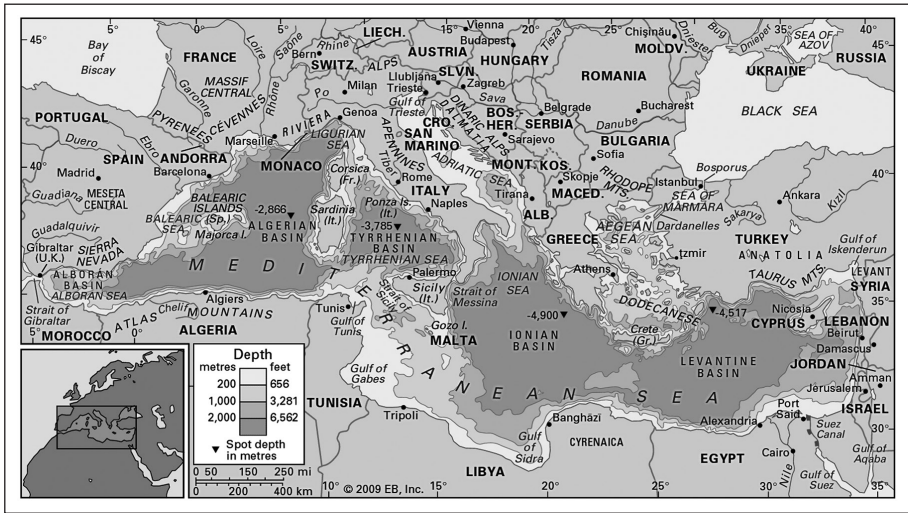 5°
0°
5°
10°
15°
20°
25°
30°
35°
40°
45°
Bay
of
Biscay
FRANCE
Loire
Saône
Rhine
Bern
LIECH.
SWITZ.
ALPS
AUSTRIA
Vienna
Budapest
HUNGARY
Tisza
Chișinău
MOLDV.
Dniester
Bug
Dnieper
SEA OF
AZOV
RUSSIA
UKRAINE
MASSIF
CENTRAL
Garonne
CÉVENNES
Rhône
Po
Milan
Llubljana
SLVN.
Trieste
Zagreb
Gulf of
Trieste
Sava
ROMANIA
Belgrade
Bucharest
Danube
BLACK SEA
PORTUGAL
PYRENEES
Marseille
RIVIERA
Genoa
LIGURIAN
SEA
MONACO
CRO.
SAN
MARINO
DINARIC ALPS
DALMATIA
BOS.-
HER.
SERBIA
Sarajevo
BULGARIA
Sofia
Duero
SPAIN
Ebro
ANDORRA
Madrid
Barcelona
MESETA
CENTRAL
Corsica
(Fr.)
APENNINES
Tiber
Rome
ITALY
ADRIATIC SEA
MONT.
KOS.
Skopje
MACED.
Tirana
ALB.
RHODOPE
MTS.
Istanbul
Bosporus
SEA OF
MARMARA
Dardanelles
Ankara
Kızıl
Sakarya
Guadiana
Guadalquivir
BALEARIC
ISLANDS
(Sp.)
BALEARIC
SEA
Majorca I.
-2,866
ALGERIAN
BASIN
Sardinia
(It.)
Ponza Is.
(It.)
Naples
-3,785
TYRRHENIAN
BASIN
TYRRHENIAN SEA
GREECE
AEGEAN
SEA
İzmir
TURKEY
ANATOLIA
Gulf of
Iskenderun
Gibraltar
(U.K.)
SIERRA
NEVADA
ALBORÁN
BASIN
ALBORÁN SEA
Strait of
Gibraltar
MEDITERRANEAN SEA
Palermo
Sicily
(It.)
Strait of
Messina
IONIAN
SEA
Athens
DODECANESE
TAURUS MTS.
LEVANT
SYRIA
Algiers
Chelif
ATLAS MOUNTAINS
MOROCCO
ALGERIA
Tunis
Gulf of
Tunis
Strait of
Sicily
Gozo I.
MALTA
-4,900
IONIAN
BASIN
Crete
(Gr.)
-4,517
Nicosia
CYPRUS
LEBANON
Beirut
Damascus
Gulf of
Gabes
TUNISIA
Tripoli
LEVANTINE
BASIN
JORDAN
Amman
Jerusalem
ISRAEL
Banghāzī
Gulf
of
Sidra
CYRENAICA
LIBYA
Alexandria
Port
Said
Suez
Canal
EGYPT
Cairo
Nile
Gulf of
Suez
Gulf of
Aqaba
Depth
metres feet
200 656
1,000 3,281
2,000 6,562
Spot depth
in metres
0 50 150 250 mi
0 200 400 km
© 2009 EB, Inc.
45°
40°
35°
5°
0°
30°
10°
15°
20°
25°
30°
35°